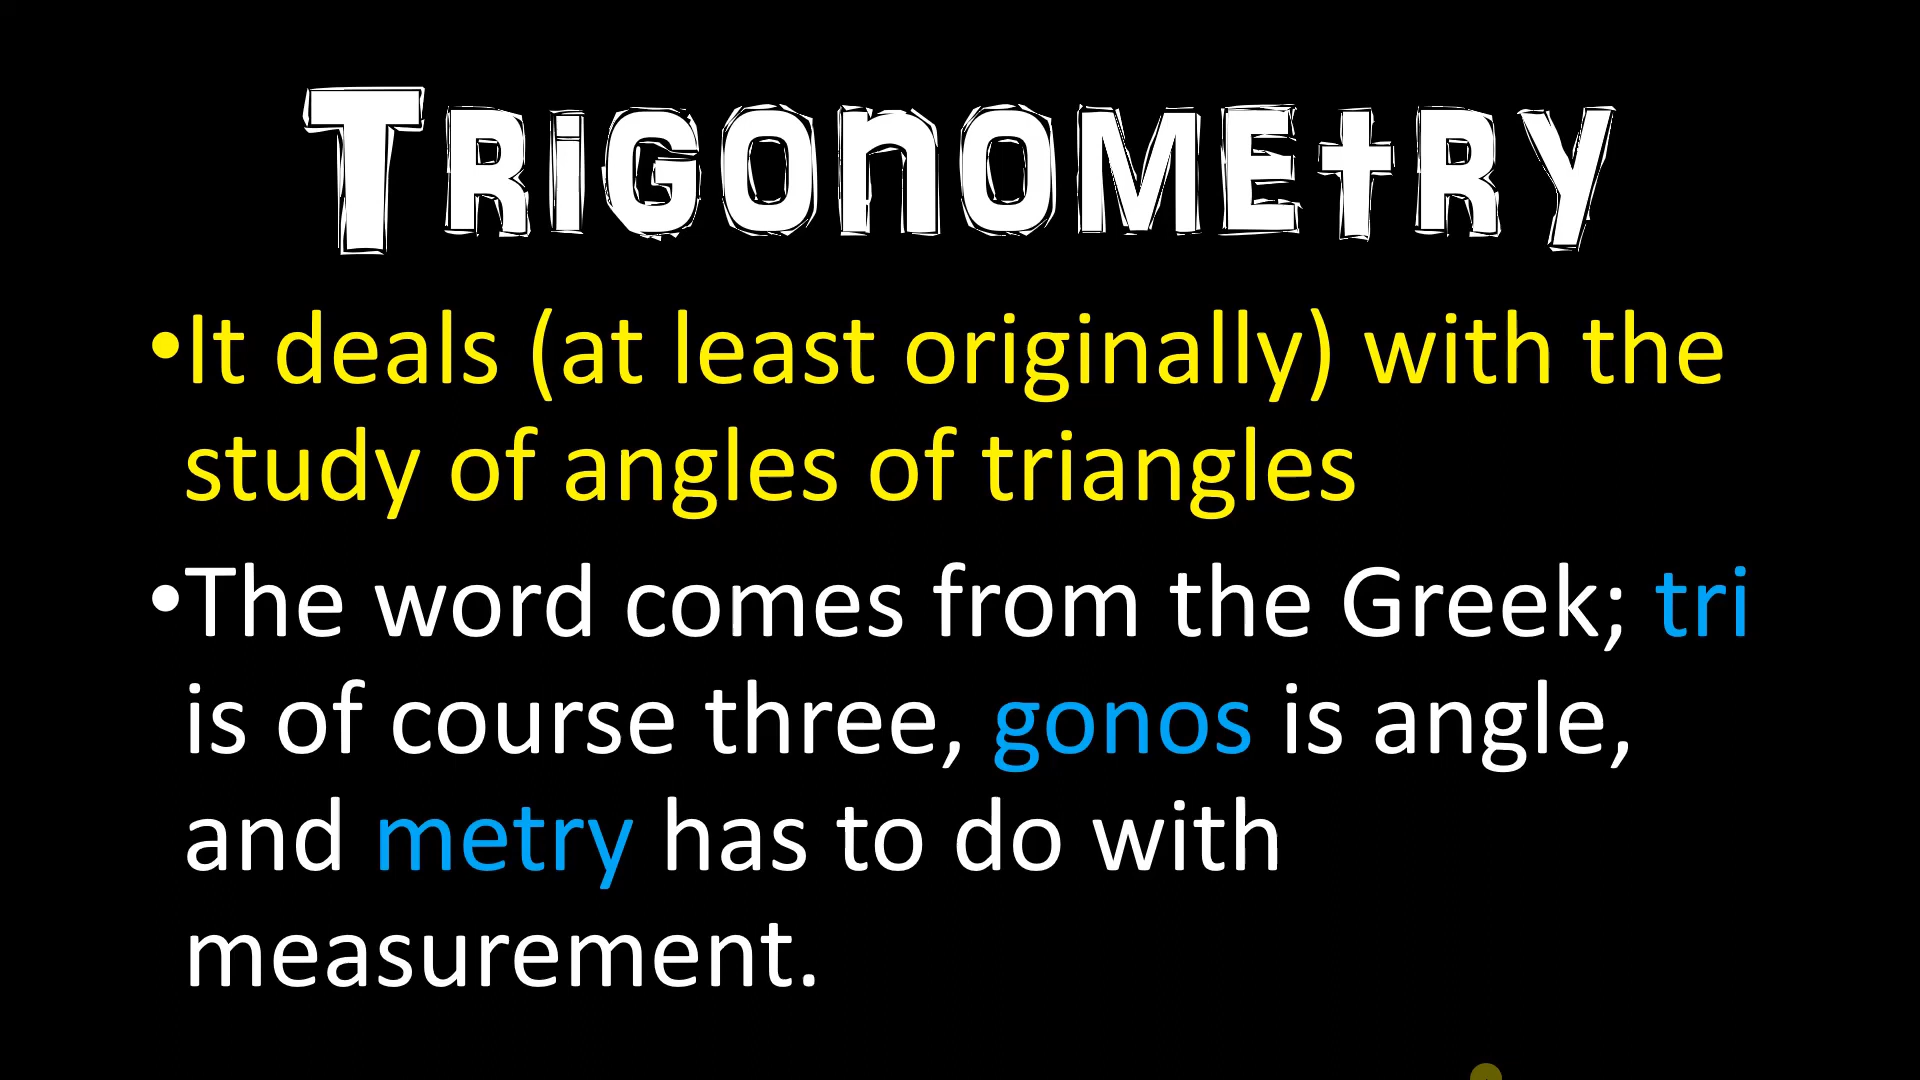 Trigonometry
•It deals (at least originally) with the
study of angles of triangles
•The word comes from the Greek; tri
is of course three, gonos is angle,
and metry has to do with
measurement.